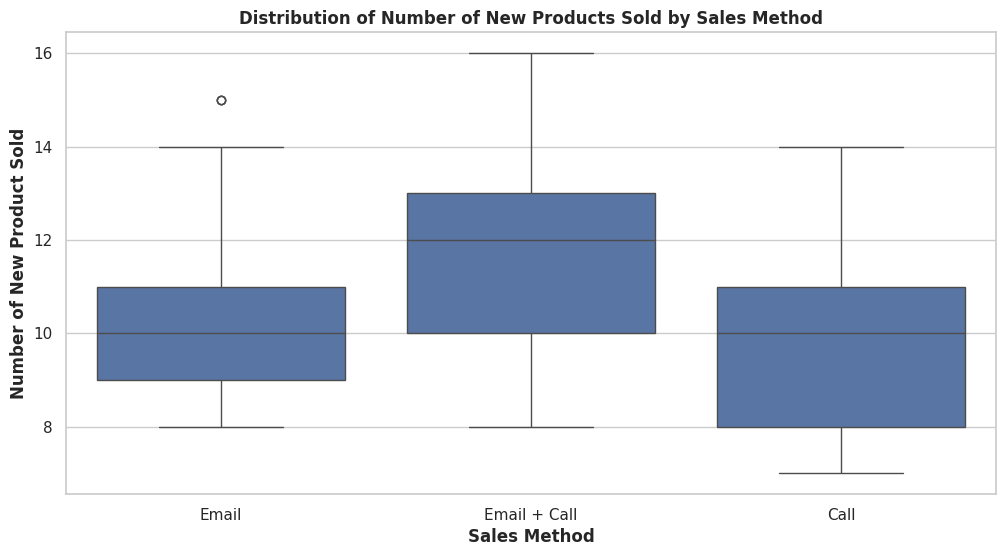 Distribution of Number of New Products Sold by Sales Method
Number of New Product Sold
16
14
12
10
8
Email
Email + Call
Call
Sales Method